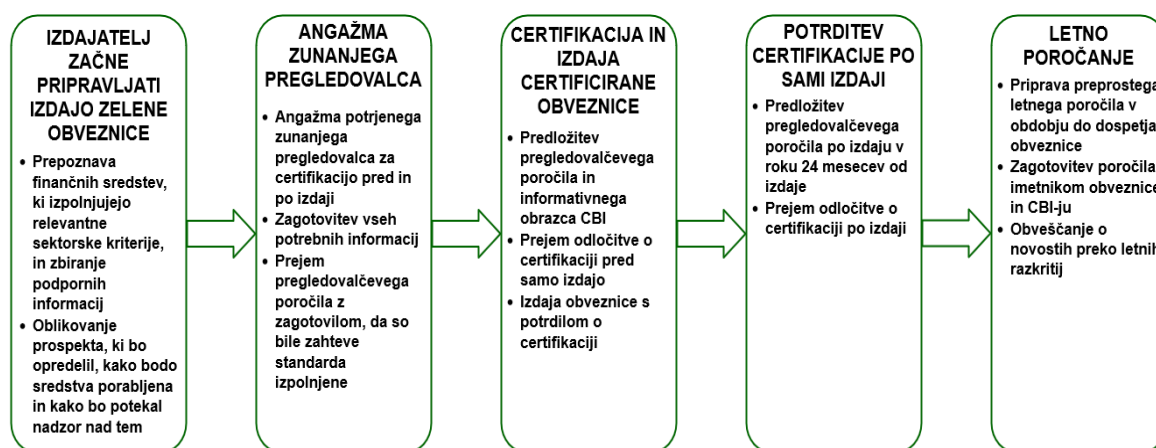 IZDAJATELJ
ZAČNE
PRIPRAVLJATI
IZDAJO ZELENE
OBVEZNICE
• Prepoznava
finančnih sredstev,
ki izpolnjujejo
relevantne
sektorske kriterije,
in zbiranje
podpornih
informacij
• Oblikovanje
prospekta, ki bo
opredelil, kako bodo
sredstva porabljena
in kako bo potekal
nadzor nad tem
ANGAŽMA
ZUNANJEGA
PREGLEDOVALCA
• Angažma potrjenega
zunanjega
pregledovalca za
certifikacijo pred in
po izdaji
• Zagotovitev vseh
potrebnih informacij
• Prejem
pregledovalčevega
poročila z
zagotovilom, da so
bile zahteve
standarda
izpolnjene
CERTIFIKACIJA IN
IZDAJA
CERTIFICIRANE
OBVEZNICE
• Predložitev
pregledovalčevega
poročila in
informativnega
obrazca CBI
• Prejem odločitve o
certifikaciji pred
samo izdajo
• Izdaja obveznice s
potrdilom o
certifikaciji
POTRDITEV
CERTIFIKACIJE PO
SAMI IZDAJI
• Predložitev
pregledovalčevega
poročila po izdaju v
roku 24 mesecev od
izdaje
• Prejem odločitve o
certifikaciji po izdaji
LETNO
POROČANJE
• Priprava preprostega
letnega poročila v
obdobju do dospetja
obveznice
• Zagotovitev poročila
imetnikom obveznice
in CBI-ju
• Obveščanje o
novostih preko letnih
razkritij